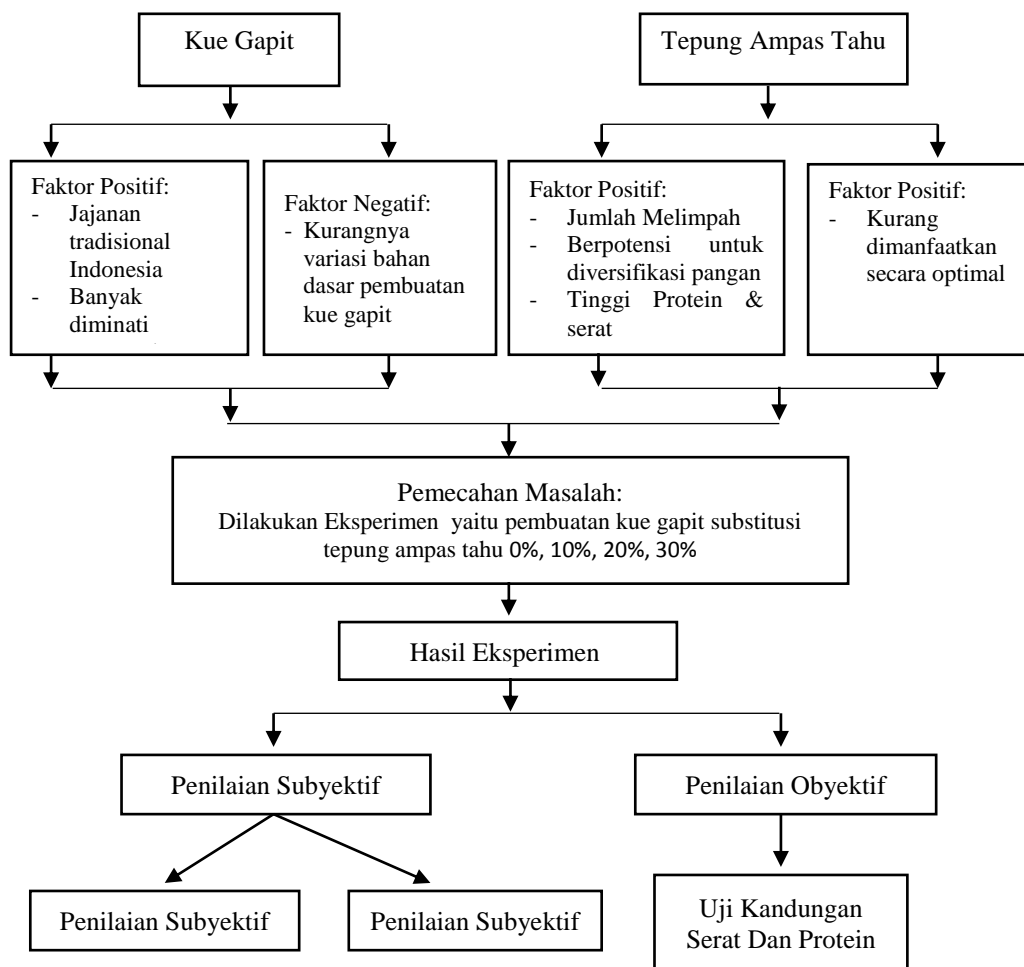 Kue Gapit
Tepung Ampas Tahu
Faktor Positif:
- Jajanan
tradisional
Indonesia
- Banyak
diminati
Faktor Negatif:
- Kurangnya
variasi bahan
dasar pembuatan
kue gapit
Faktor Positif:
- Jumlah Melimpah
- Berpotensi untuk
diversifikasi pangan
- Tinggi Protein &
serat
Faktor Positif:
- Kurang
dimanfaatkan
secara optimal
Pemecahan Masalah:
Dilakukan Eksperimen yaitu pembuatan kue gapit substitusi
tepung ampas tahu 0%, 10%, 20%, 30%
Hasil Eksperimen
Penilaian Subyektif
Penilaian Obyektif
Penilaian Subyektif
Penilaian Subyektif
Uji Kandungan
Serat Dan Protein